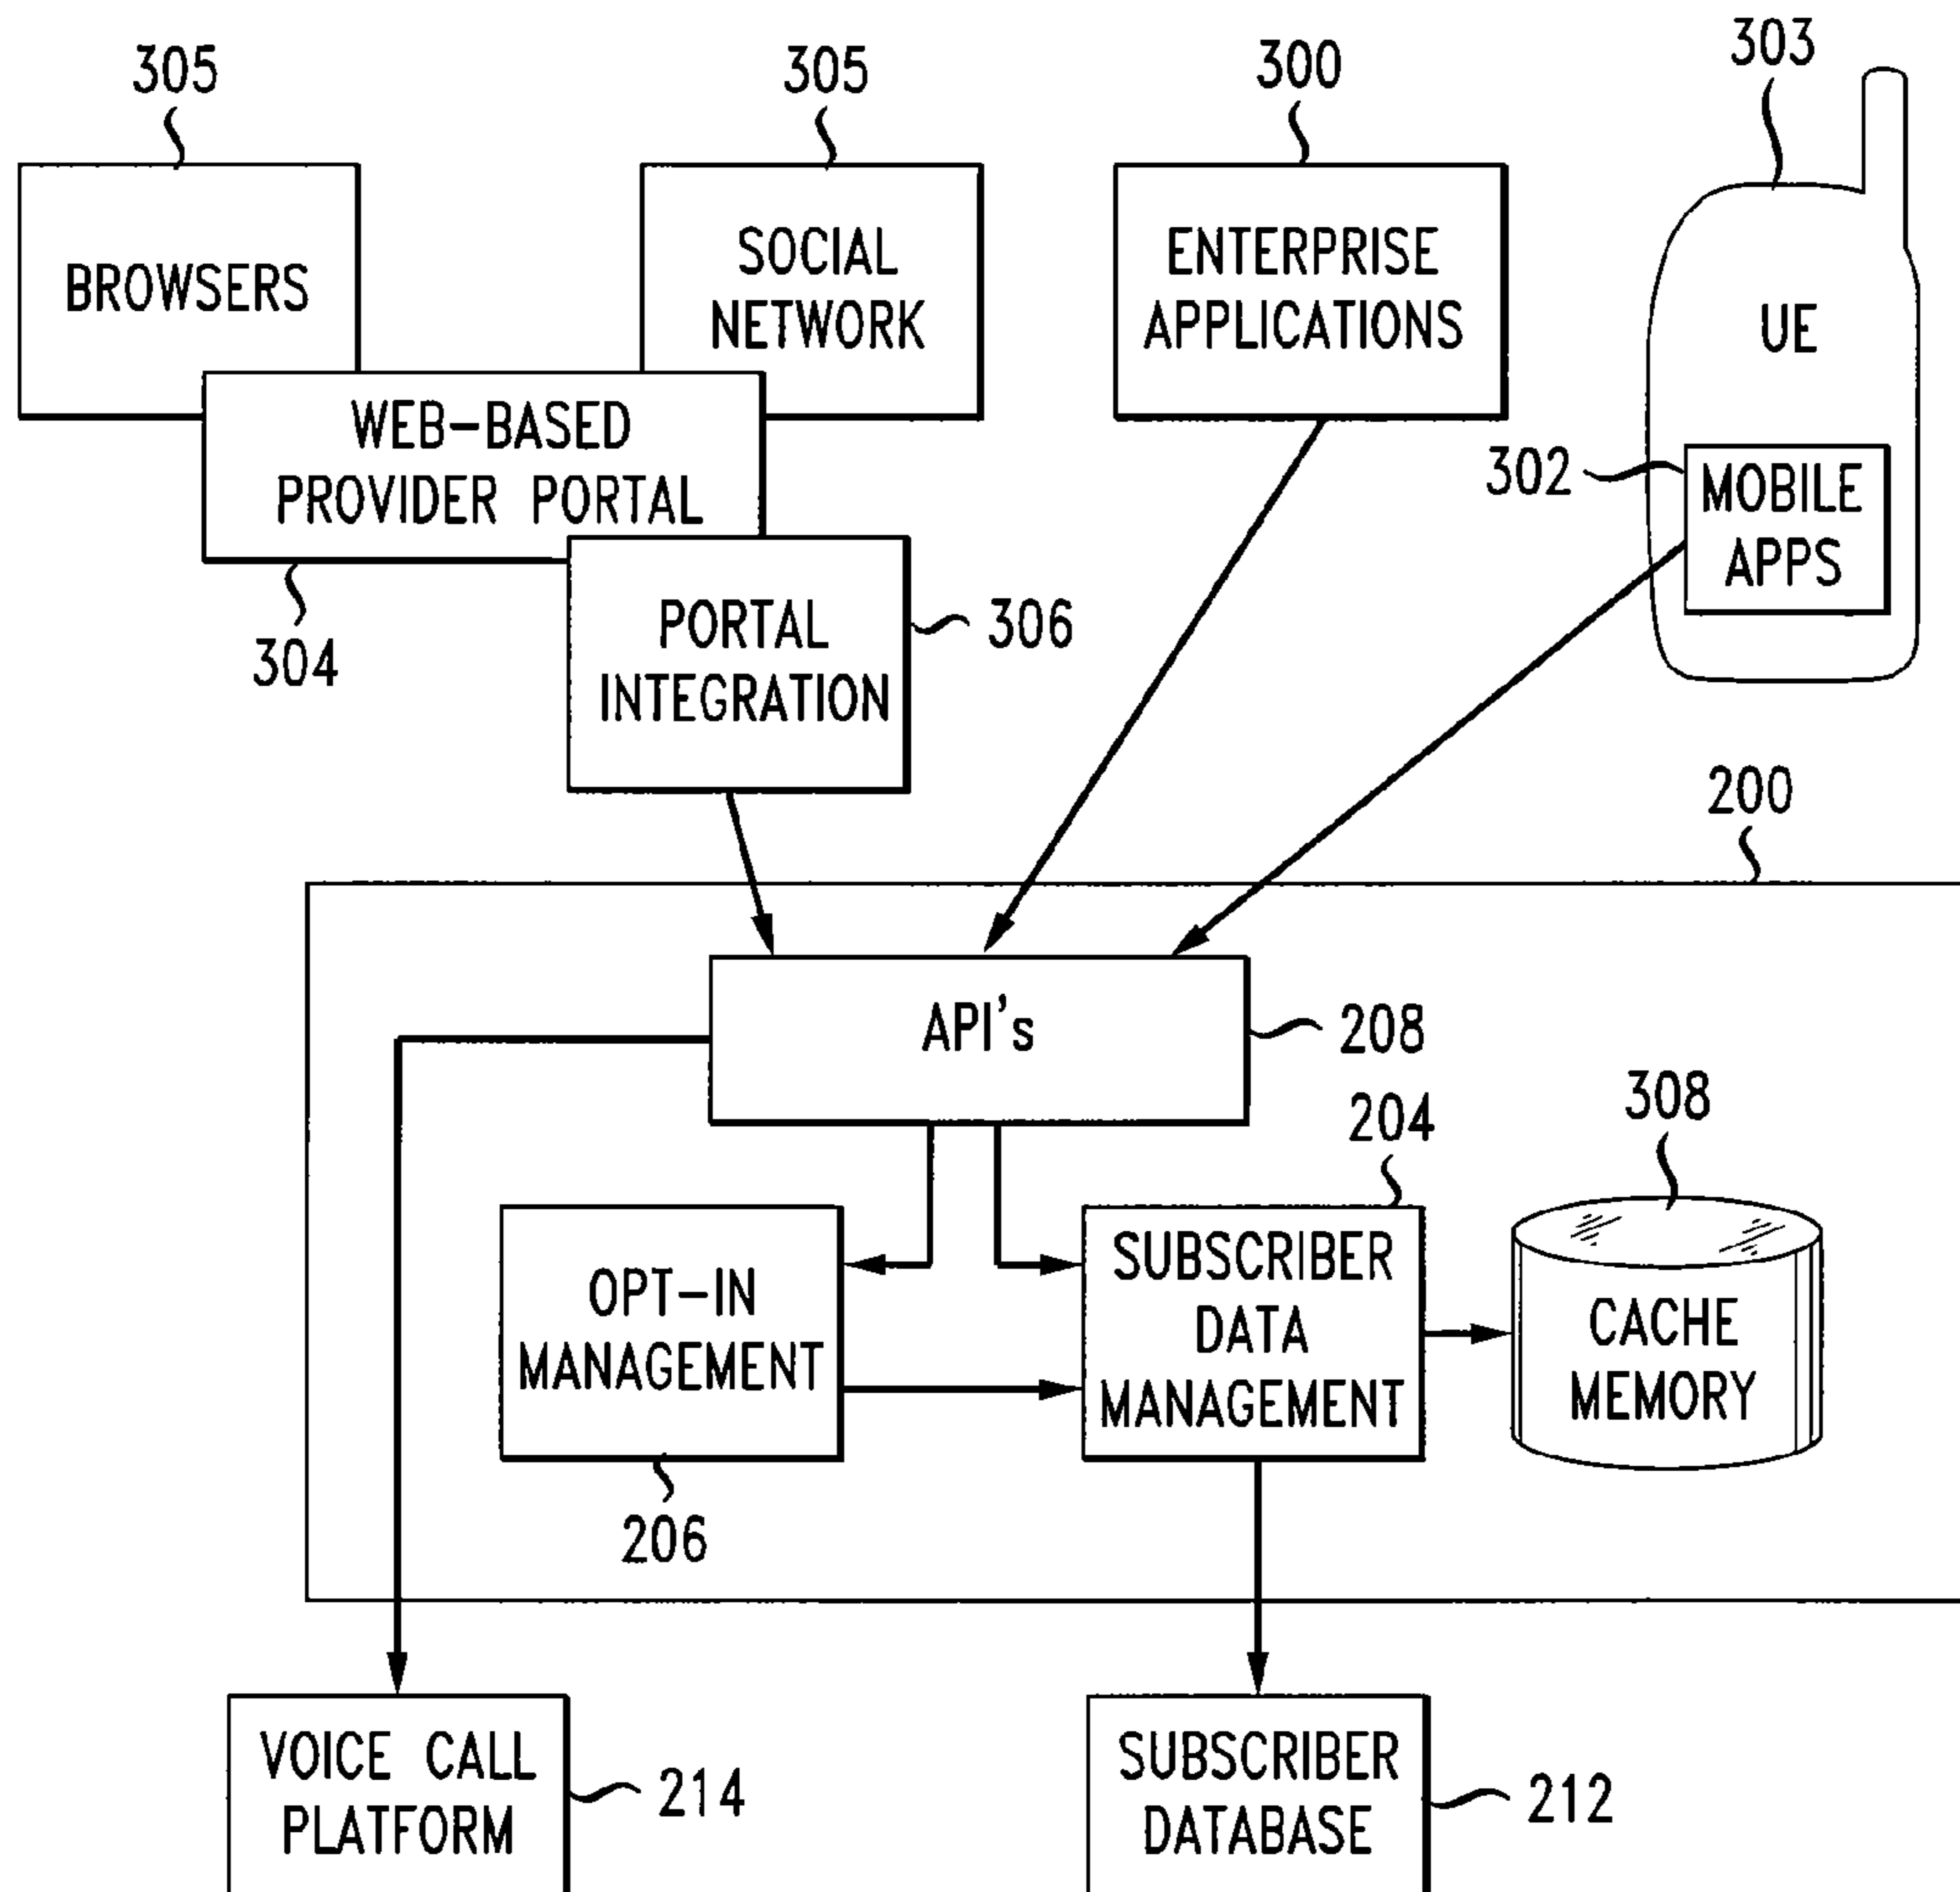 305
305
300
303
BROWSERS
SOCIAL
NETWORK
ENTERPRISE
APPLICATIONS
UE
WEB-BASED
PROVIDER PORTAL
302
MOBILE
APPS
304
PORTAL
INTEGRATION
306
200
API's
208
204
308
OPT-IN
MANAGEMENT
SUBSCRIBER
DATA
MANAGEMENT
CACHE
MEMORY
206
VOICE CALL
PLATFORM
214
SUBSCRIBER
DATABASE
212